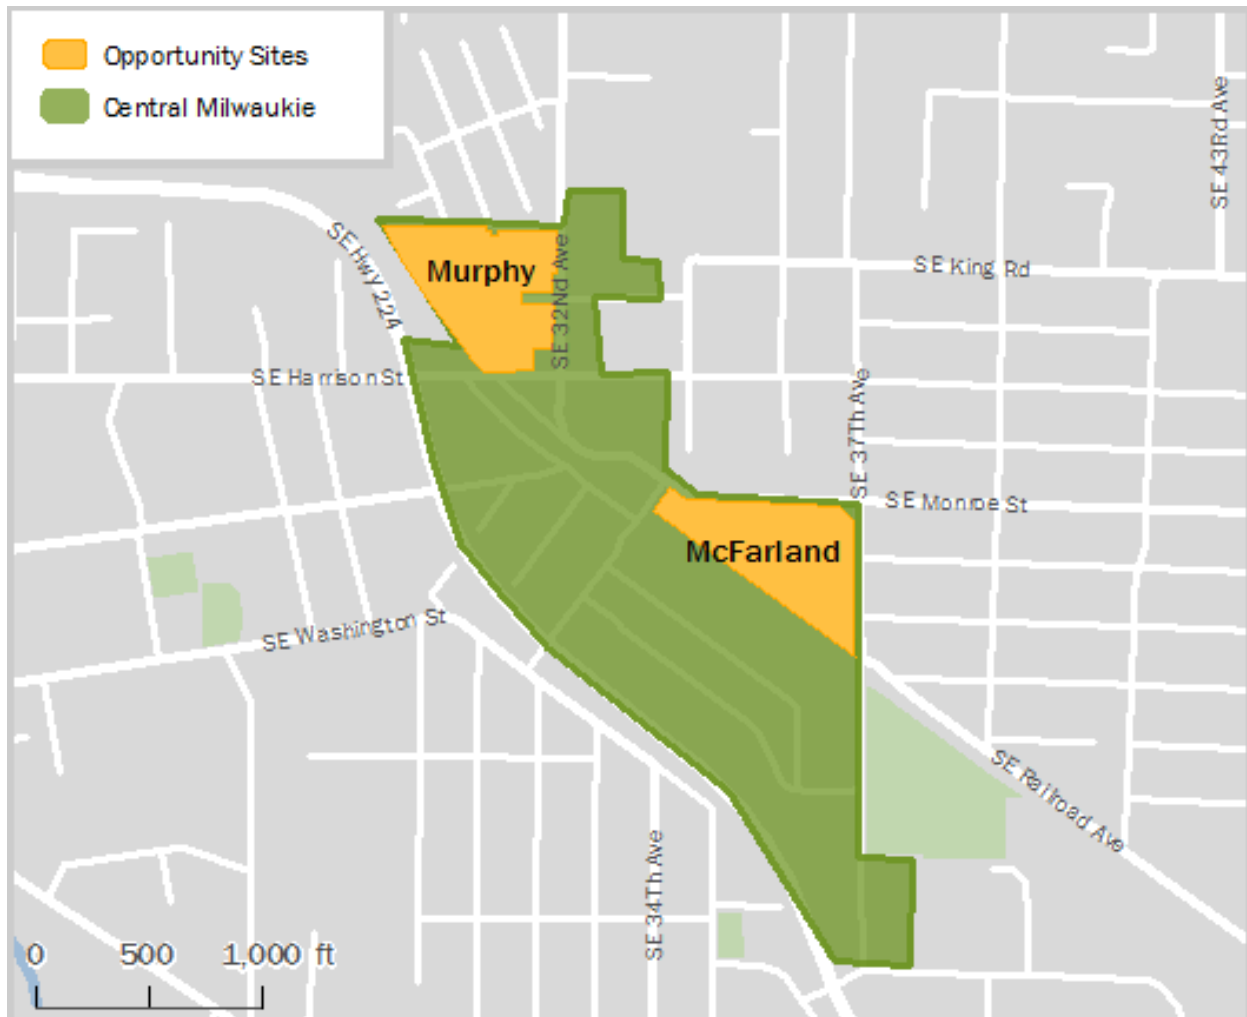 Opportunity Sites
Central Milwaukie
SE 43Rd Ave
SE Hwy 224
Murphy
SE 32Nd Ave
SE King Rd
SE Harrison St
SE 37Th Ave
SE Monroe St
McFarland
SE Washington St
SE Railroad Ave
SE 34Th Ave
0 500 1,000 ft